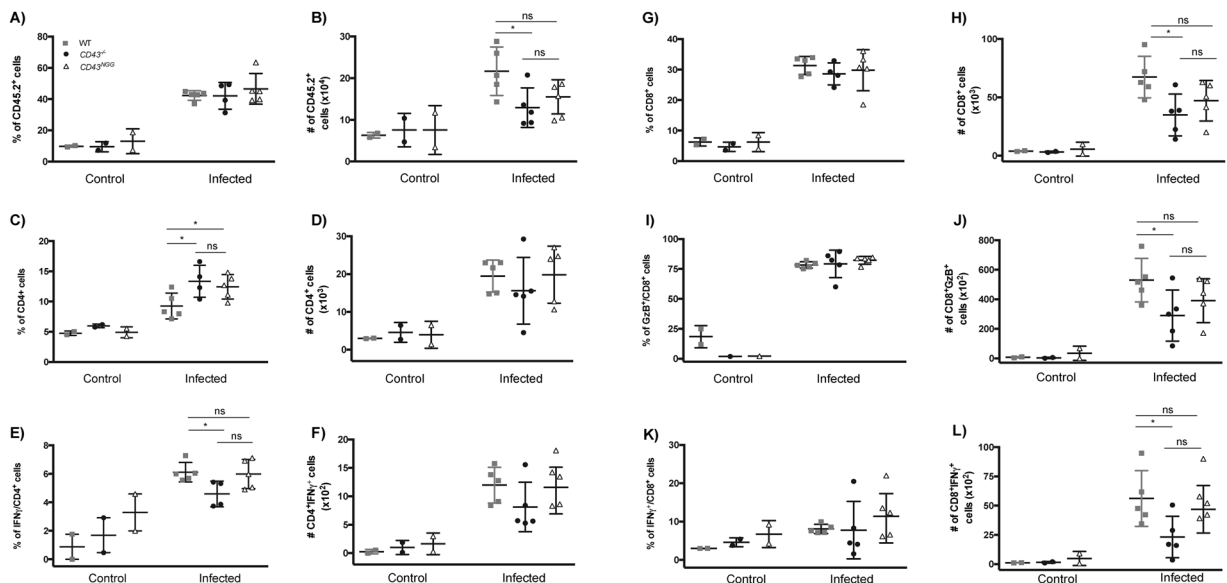 A)
% of CD45.2⁺ cells
80
60
40
20
0
WT
CD43⁻/⁻
CD43ᴺᴳᴳ
Control
Infected
B)
# of CD45.2⁺
cells (x10⁴)
40
30
20
10
0
ns
*
ns
Control
Infected
G)
% of CD8⁺ cells
50
40
30
20
10
0
Control
Infected
H)
# of CD8⁺ cells
(x10³)
100
50
0
ns
*
ns
Control
Infected
C)
% of CD4+ cells
20
15
10
5
0
*
*
ns
Control
Infected
D)
# of CD4⁺ cells
(x10³)
30
20
10
0
Control
Infected
I)
% of GzB⁺/CD8⁺ cells
100
75
50
25
0
Control
Infected
J)
# of CD8⁺GzB⁺
cells (x10²)
800
600
400
200
0
ns
*
ns
Control
Infected
E)
% of IFNγ/CD4⁺ cells
8
6
4
2
0
ns
*
ns
Control
Infected
F)
# CD4⁺IFNγ⁺ cells
(x10²)
20
15
10
5
0
Control
Infected
K)
% of IFNγ⁺/CD8⁺ cells
30
20
10
0
Control
Infected
L)
# of CD8⁺IFNγ⁺
cells (x10²)
100
75
50
25
0
ns
*
ns
Control
Infected